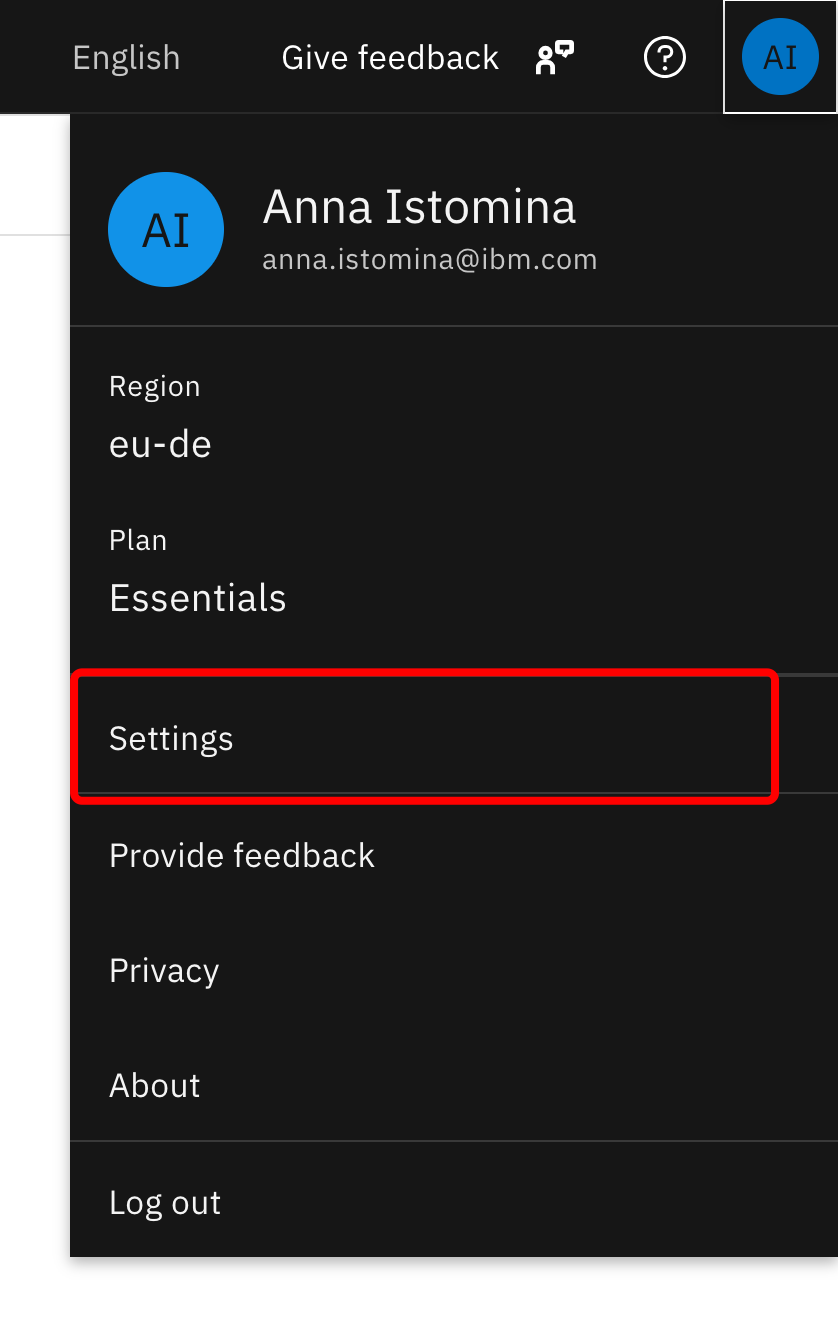 English Give feedback AI
AI
Anna Istomina
anna.istomina@ibm.com
Region
eu-de
Plan
Essentials
Settings
Provide feedback
Privacy
About
Log out